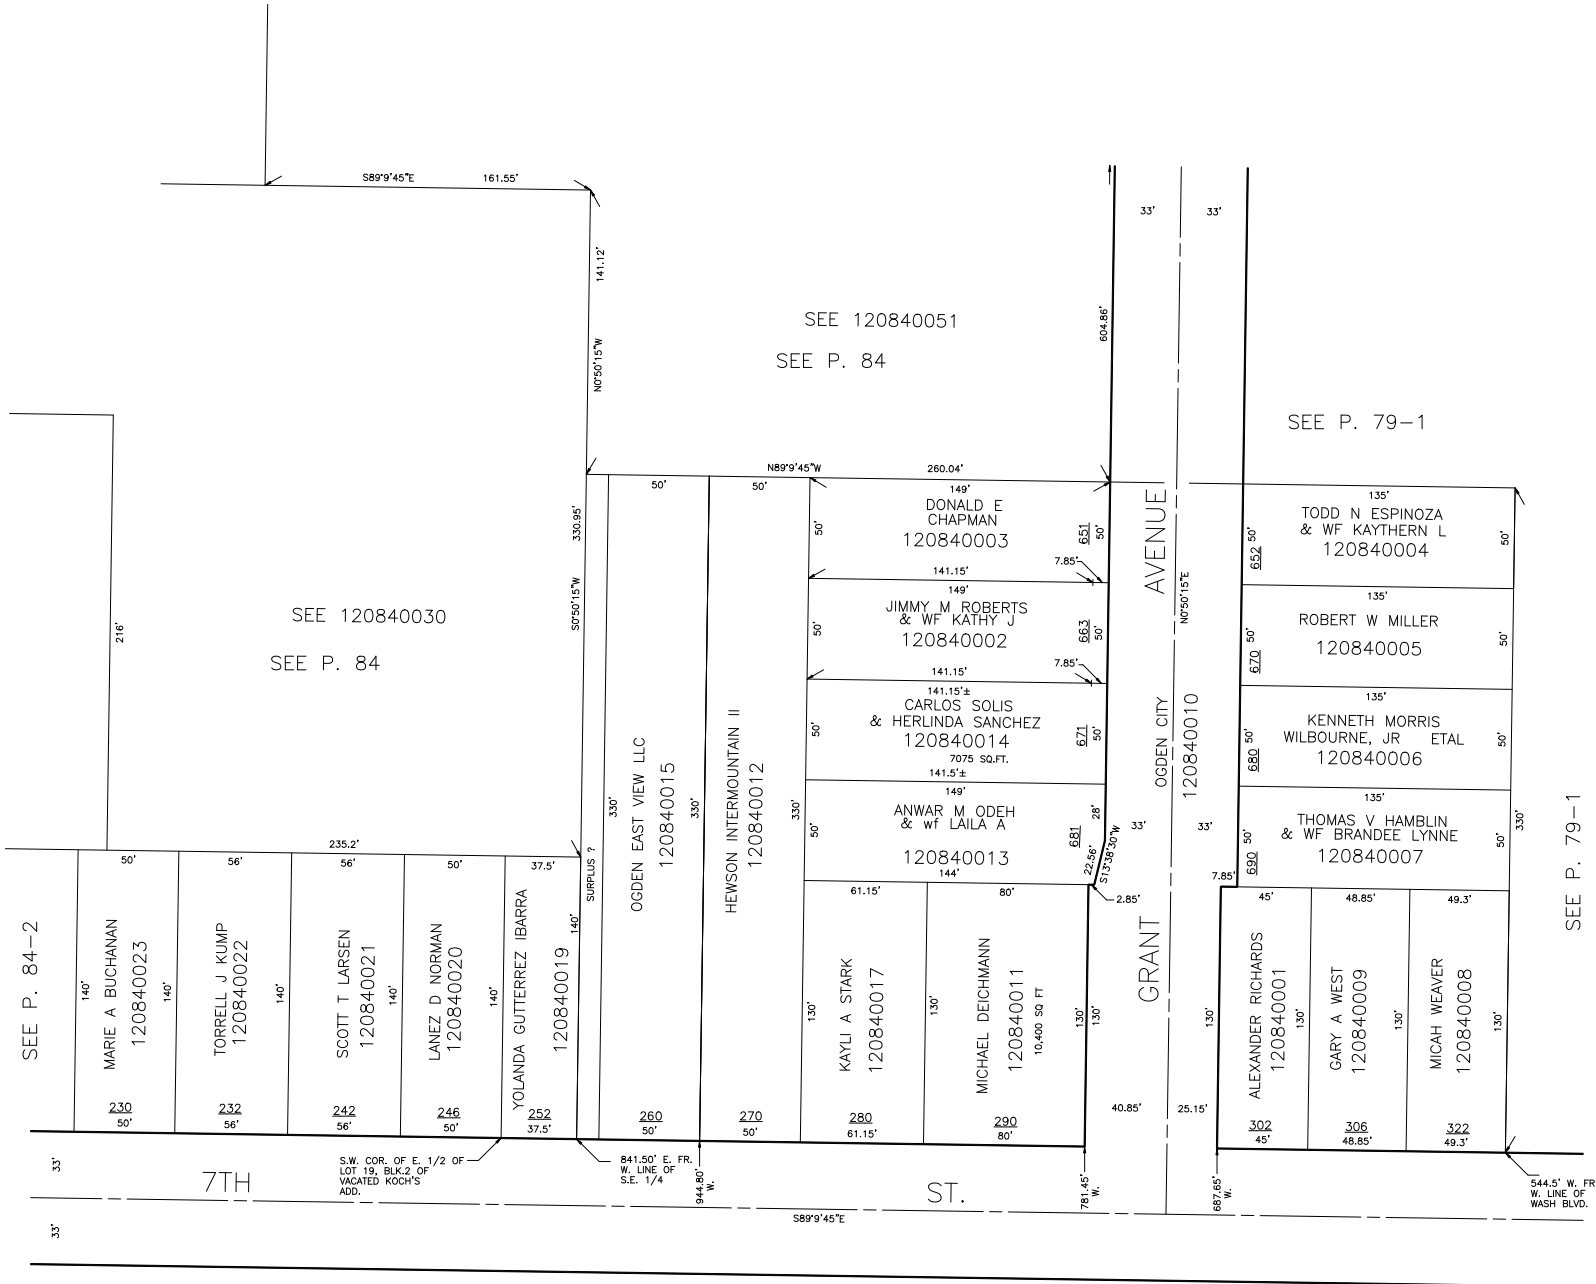 S89°9'45"E
161.55'
141.12'
N0°50'15"W
SEE 120840051
SEE P. 84
604.86'
33'
33'
SEE P. 79-1
N89°9'45"W
260.04'
216'
SEE 120840030
SEE P. 84
330.95'
S0°50'15"W
235.2'
SURPLUS ?
50'
330'
OGDEN EAST VIEW LLC
120840015
330'
260
50'
50'
HEWSON INTERMOUNTAIN II
120840012
330'
270
50'
149'
DONALD E
CHAPMAN
120840003
50'
651
50'
7.85'
141.15'
149'
JIMMY M ROBERTS
& WF KATHY J
120840002
50'
663
50'
7.85'
141.15'
141.15'±
CARLOS SOLIS
& HERLINDA SANCHEZ
120840014
7075 SQ.FT.
50'
671
50'
141.5'±
149'
ANWAR M ODEH
& wf LAILA A
120840013
50'
681
28'
22.56'
S13°38'30"W
144'
2.85'
GRANT
AVENUE
N0°50'15"E
OGDEN CITY
120840010
33'
33'
135'
TODD N ESPINOZA
& WF KAYTHERN L
120840004
50'
652
50'
135'
ROBERT W MILLER
120840005
50'
670
50'
135'
KENNETH MORRIS
WILBOURNE, JR ETAL
120840006
50'
680
50'
135'
THOMAS V HAMBLIN
& WF BRANDEE LYNNE
120840007
50'
690
50'
7.85'
330'
SEE P. 79-1
SEE P. 84-2
50'
140'
MARIE A BUCHANAN
120840023
140'
230
50'
56'
TORRELL J KUMP
120840022
140'
232
56'
56'
SCOTT T LARSEN
120840021
140'
242
56'
50'
LANEZ D NORMAN
120840020
140'
246
50'
37.5'
YOLANDA GUTTERREZ IBARRA
120840019
140'
252
37.5'
61.15'
130'
KAYLI A STARK
120840017
130'
280
61.15'
80'
MICHAEL DEICHMANN
120840011
10,400 SQ FT
130'
130'
290
80'
40.85'
25.15'
130'
45'
ALEXANDER RICHARDS
120840001
130'
302
45'
48.85'
GARY A WEST
120840009
130'
306
48.85'
49.3'
MICAH WEAVER
120840008
130'
322
49.3'
S.W. COR. OF E. 1/2 OF
LOT 19, BLK.2 OF
VACATED KOCH'S
ADD.
841.50' E. FR.
W. LINE OF
S.E. 1/4
944.80'
W.
781.45'
W.
687.65'
W.
544.5' W. FR
W. LINE OF
WASH BLVD.
33'
33'
7TH
ST.
S89°9'45"E